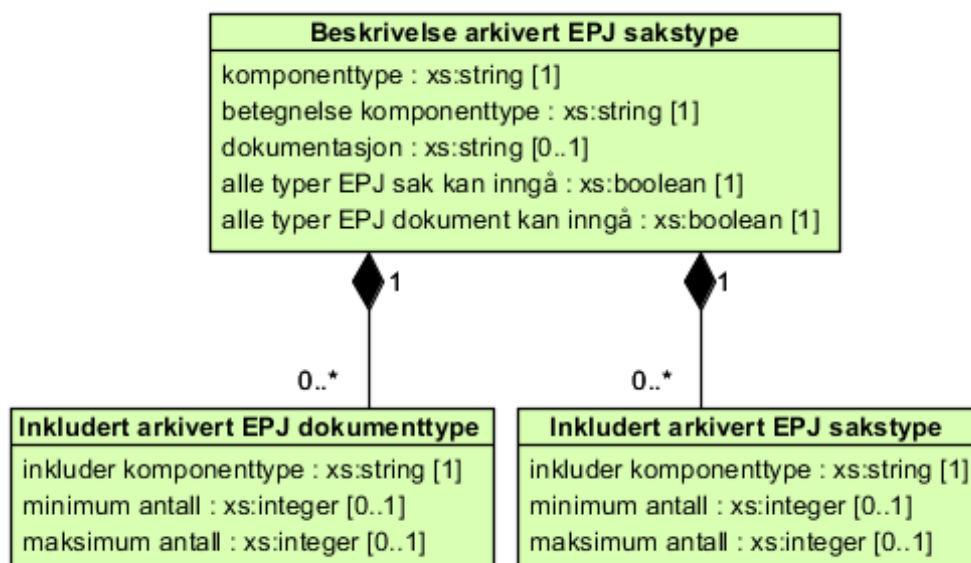 Beskrivelse arkivert EPJ sakstype
komponenttype : xs:string [1]
betegnelse komponenttype : xs:string [1]
dokumentasjon : xs:string [0..1]
alle typer EPJ sak kan inngå : xs:boolean [1]
alle typer EPJ dokument kan inngå : xs:boolean [1]
1
1
0..*
0..*
Inkludert arkivert EPJ dokumenttype
inkluder komponenttype : xs:string [1]
minimum antall : xs:integer [0..1]
maksimum antall : xs:integer [0..1]
Inkludert arkivert EPJ sakstype
inkluder komponenttype : xs:string [1]
minimum antall : xs:integer [0..1]
maksimum antall : xs:integer [0..1]